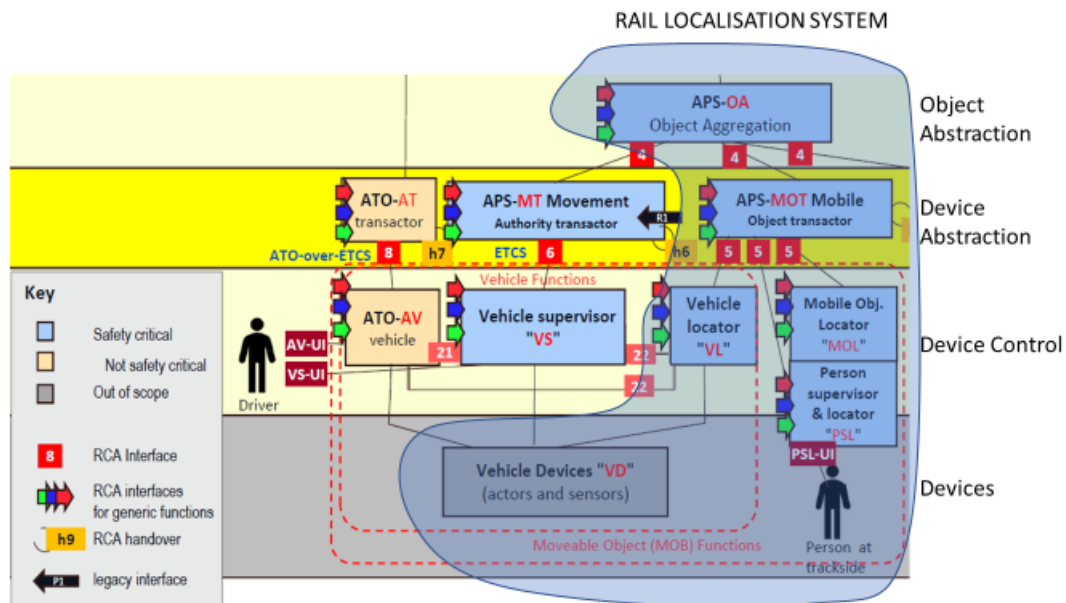 RAIL LOCALISATION SYSTEM
APS-OA
Object Aggregation
Object
Abstraction
4
4
4
ATO-AT
transactor
APS-MT Movement
Authority transactor
R1
APS-MOT Mobile
Object transactor
Device
Abstraction
ATO-over-ETCS
8
h7
ETCS
6
h6
5
5
5
Key
Safety critical
Not safety critical
Out of scope
8
RCA Interface
RCA interfaces
for generic functions
h9
RCA handover
P1
legacy interface
Vehicle Functions
ATO-AV
vehicle
Vehicle supervisor
"VS"
Vehicle
locator
"VL"
Mobile Obj.
Locator
"MOL"
Device Control
AV-UI
VS-UI
21
22
22
Driver
Person
supervisor
& locator
"PSL"
PSL-UI
Vehicle Devices "VD"
(actors and sensors)
Devices
Moveable Object (MOB) Functions
Person at
trackside